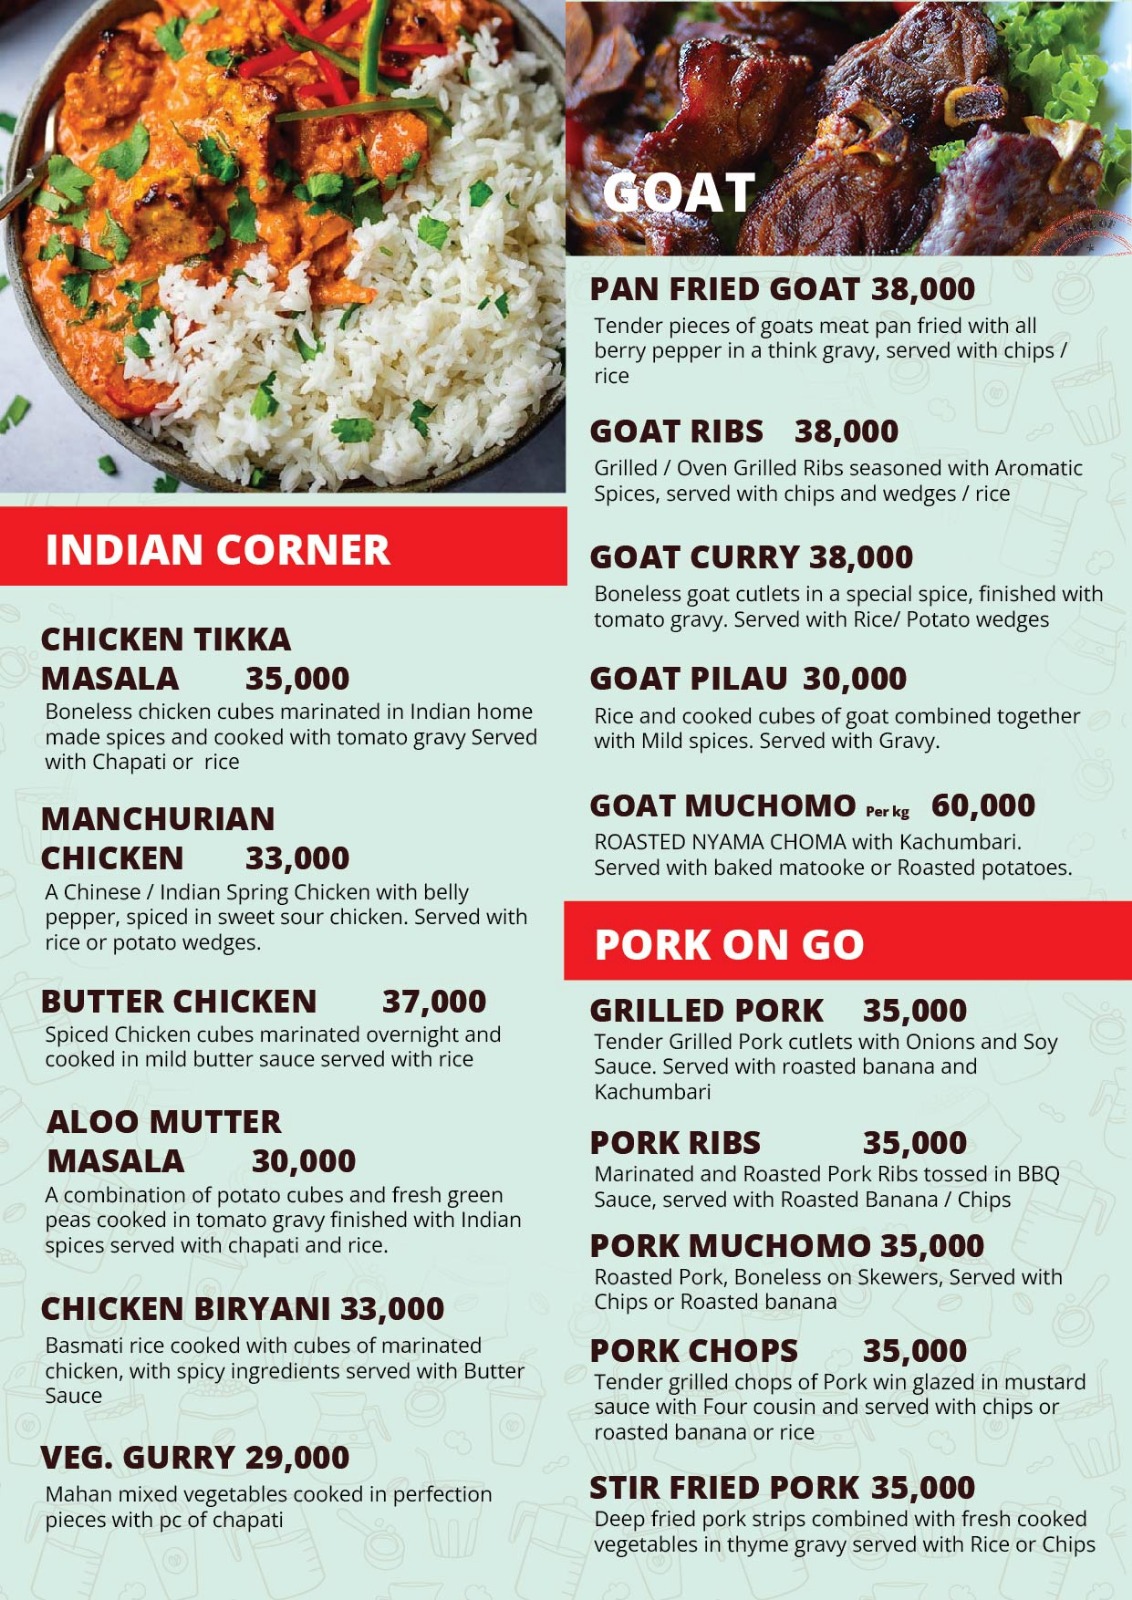 INDIAN CORNER
CHICKEN TIKKA
MASALA 35,000
Boneless chicken cubes marinated in Indian home
made spices and cooked with tomato gravy Served
with Chapati or rice
MANCHURIAN
CHICKEN 33,000
A Chinese / Indian Spring Chicken with belly
pepper, spiced in sweet sour chicken. Served with
rice or potato wedges.
BUTTER CHICKEN 37,000
Spiced Chicken cubes marinated overnight and
cooked in mild butter sauce served with rice
ALOO MUTTER
MASALA 30,000
A combination of potato cubes and fresh green
peas cooked in tomato gravy finished with Indian
spices served with chapati and rice.
CHICKEN BIRYANI 33,000
Basmati rice cooked with cubes of marinated
chicken, with spicy ingredients served with Butter
Sauce
VEG. GURRY 29,000
Mahan mixed vegetables cooked in perfection
pieces with pc of chapati
GOAT
PAN FRIED GOAT 38,000
Tender pieces of goats meat pan fried with all
berry pepper in a think gravy, served with chips /
rice
GOAT RIBS 38,000
Grilled / Oven Grilled Ribs seasoned with Aromatic
Spices, served with chips and wedges / rice
GOAT CURRY 38,000
Boneless goat cutlets in a special spice, finished with
tomato gravy. Served with Rice/ Potato wedges
GOAT PILAU 30,000
Rice and cooked cubes of goat combined together
with Mild spices. Served with Gravy.
GOAT MUCHOMO Per kg 60,000
ROASTED NYAMA CHOMA with Kachumbari.
Served with baked matooke or Roasted potatoes.
PORK ON GO
GRILLED PORK 35,000
Tender Grilled Pork cutlets with Onions and Soy
Sauce. Served with roasted banana and
Kachumbari
PORK RIBS 35,000
Marinated and Roasted Pork Ribs tossed in BBQ
Sauce, served with Roasted Banana / Chips
PORK MUCHOMO 35,000
Roasted Pork, Boneless on Skewers, Served with
Chips or Roasted banana
PORK CHOPS 35,000
Tender grilled chops of Pork win glazed in mustard
sauce with Four cousin and served with chips or
roasted banana or rice
STIR FRIED PORK 35,000
Deep fried pork strips combined with fresh cooked
vegetables in thyme gravy served with Rice or Chips